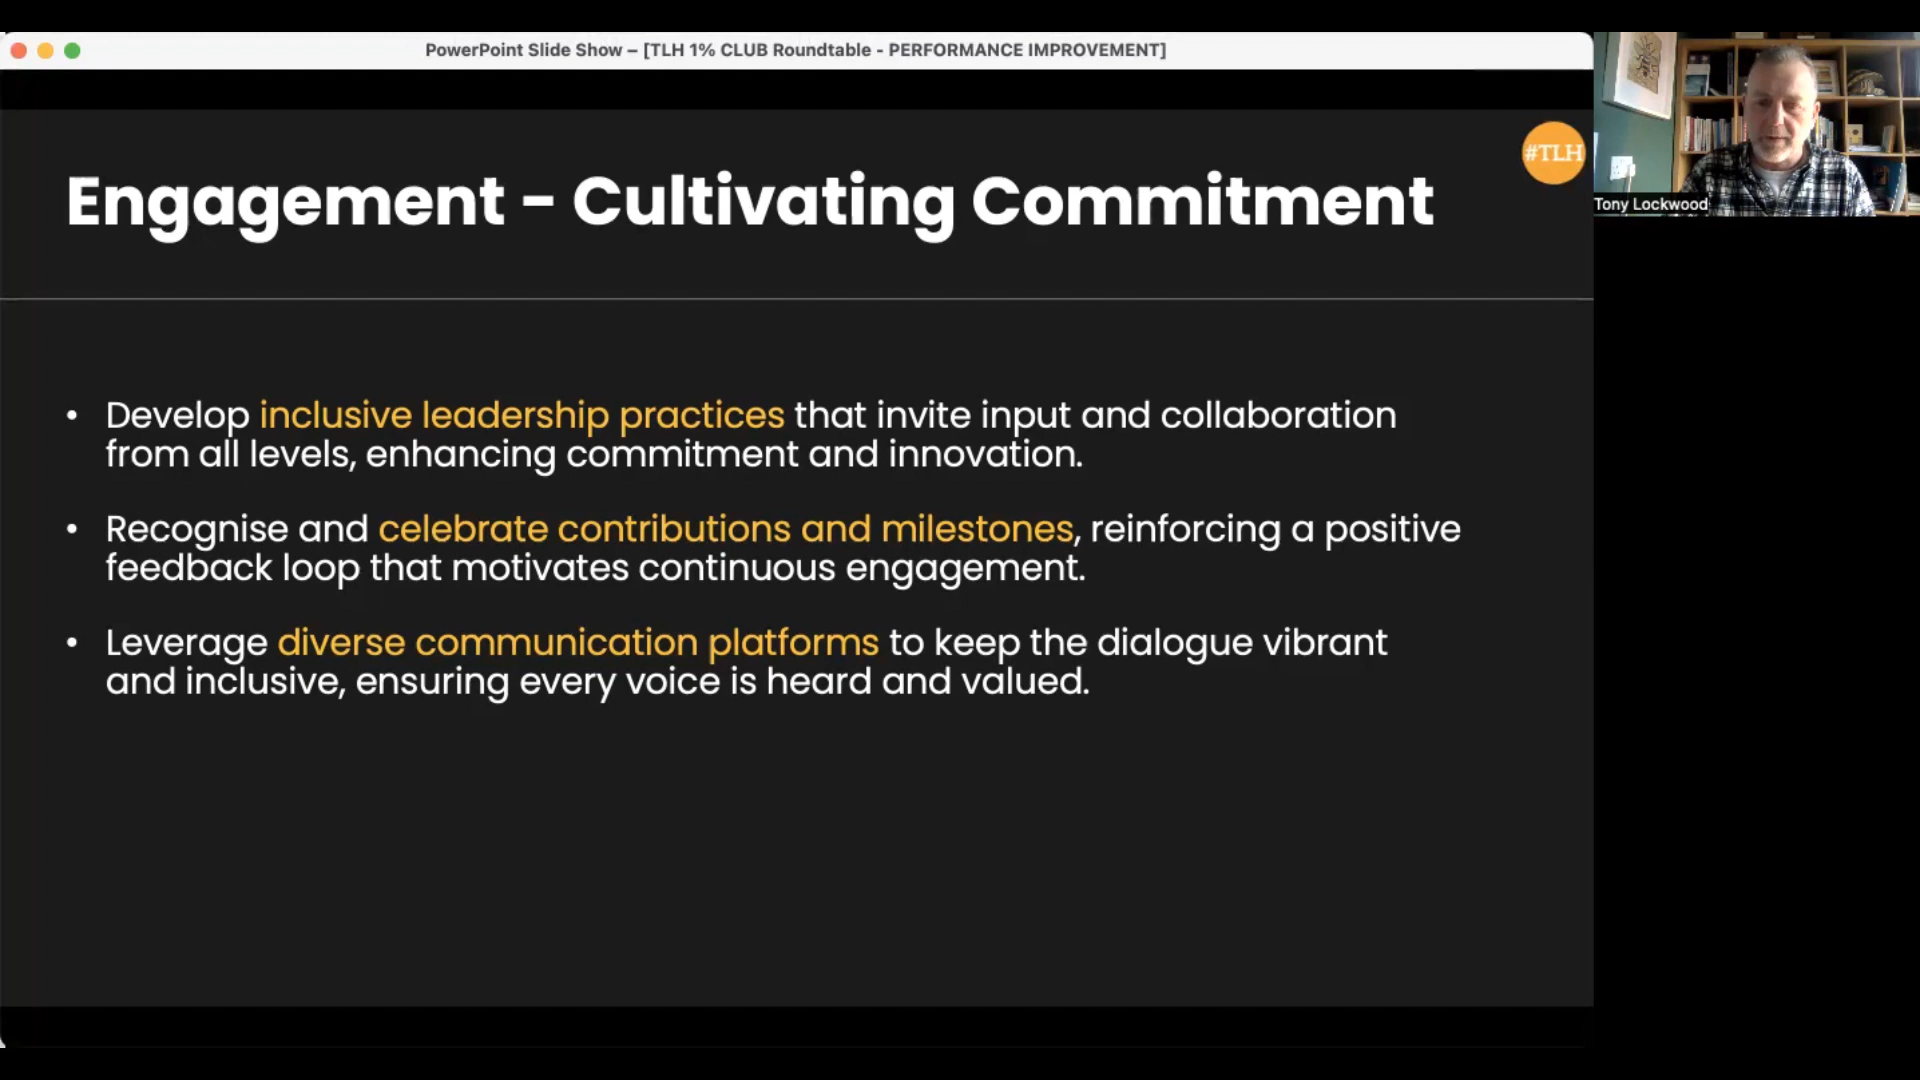 PowerPoint Slide Show – [TLH 1% CLUB Roundtable - PERFORMANCE IMPROVEMENT]
#TLH
Engagement - Cultivating Commitment
Tony Lockwood
• Develop inclusive leadership practices that invite input and collaboration
from all levels, enhancing commitment and innovation.
• Recognise and celebrate contributions and milestones, reinforcing a positive
feedback loop that motivates continuous engagement.
• Leverage diverse communication platforms to keep the dialogue vibrant
and inclusive, ensuring every voice is heard and valued.